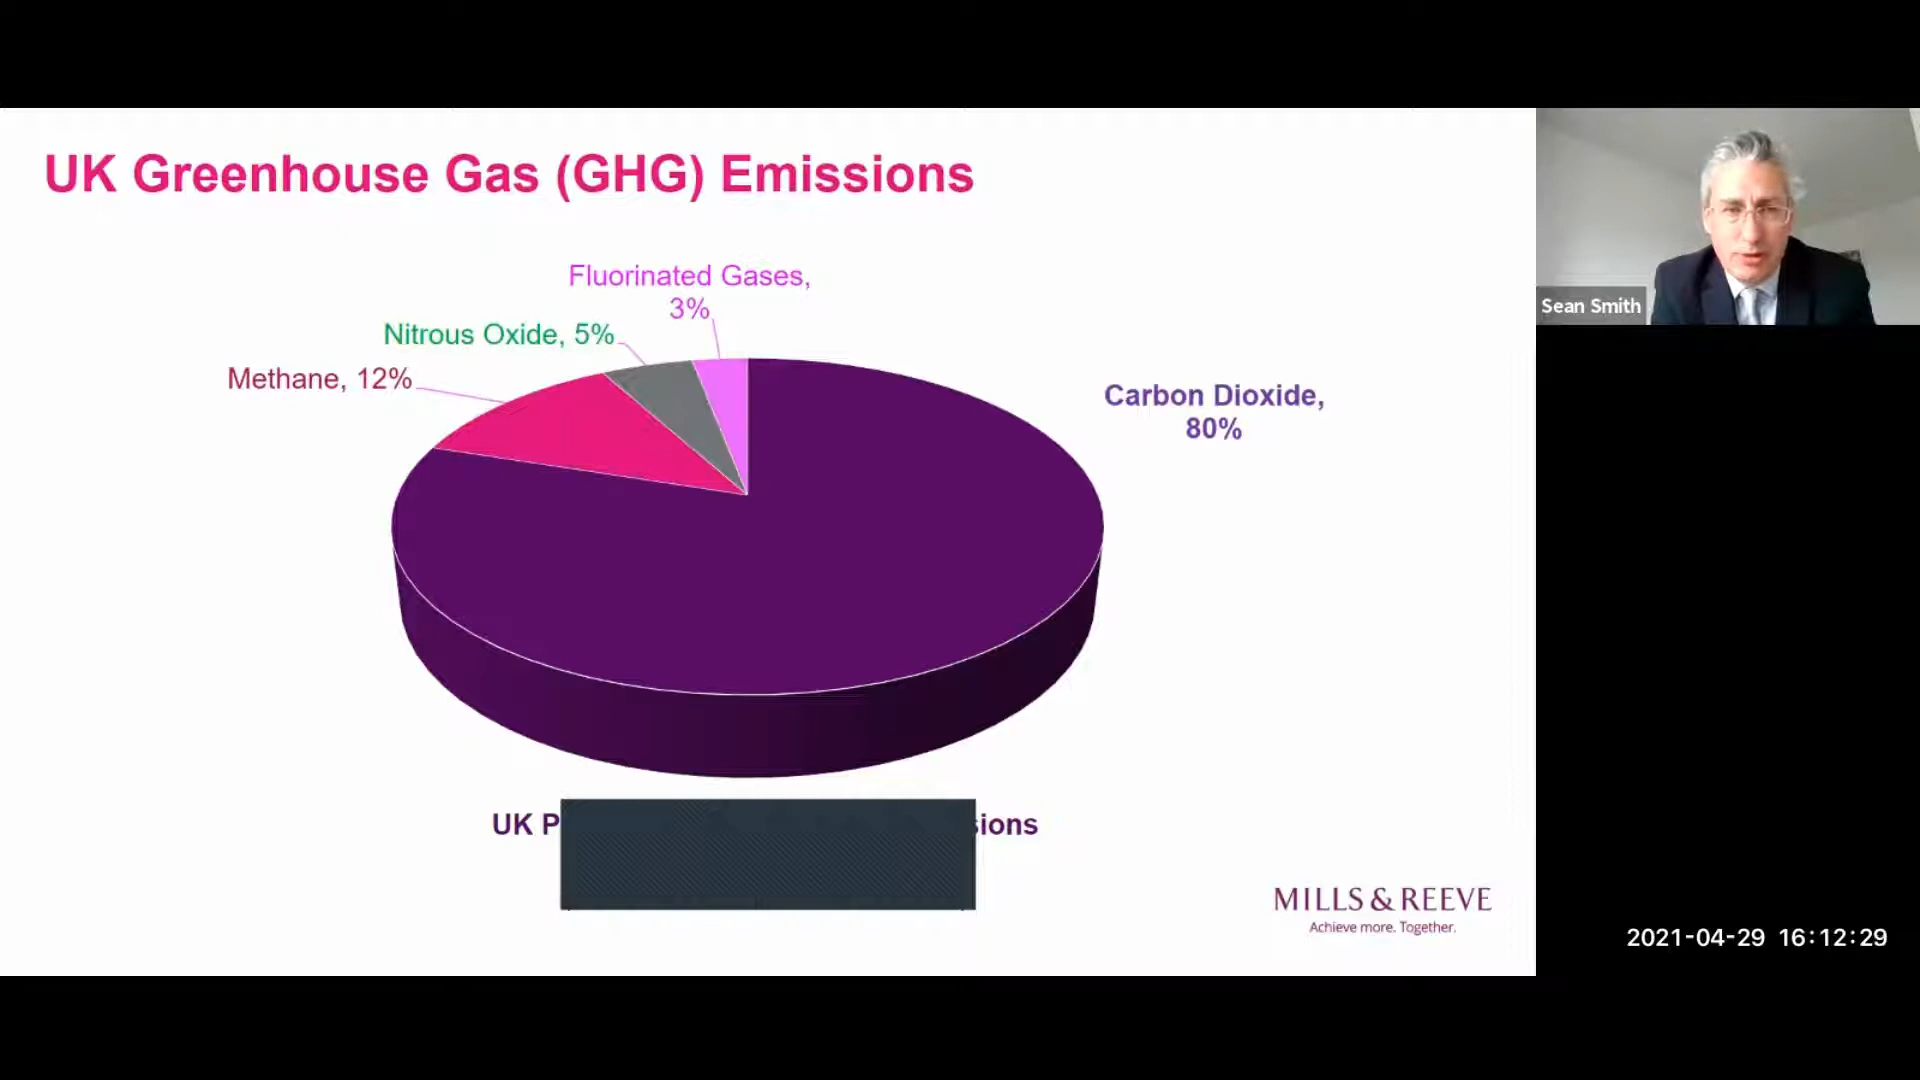 UK Greenhouse Gas (GHG) Emissions
Fluorinated Gases,
3%
Nitrous Oxide, 5%
Methane, 12%
Carbon Dioxide,
80%
UK
MILLS & REEVE
Achieve more. Together.
Sean Smith
2021-04-29 16:12:29